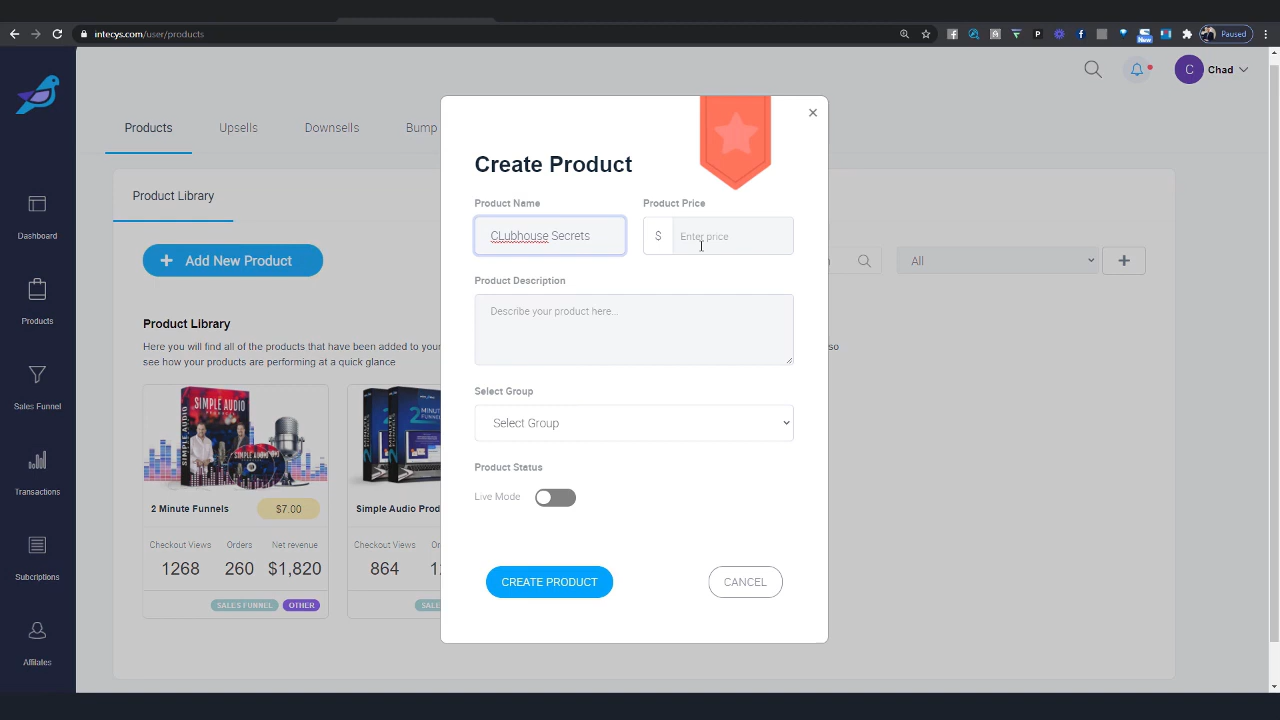 intecys.com/user/products
Paused
New
C
Chad
Products
Upsells
Downsells
Bump
Product Library
Add New Product
All
Product Library
Here you will find all of the products that have been added to your
so
see how your products are performing at a quick glance
SIMPLE AUDIO
2 Minute Funnels
$7.00
Checkout Views
Orders
Net revenue
1268
260
$1,820
SALES FUNNEL
OTHER
Simple Audio Prod
Checkout Views
864
Dashboard
Products
Sales Funnel
Transactions
Subcriptions
Affiliates
Create Product
Product Name
Product Price
CLubhouse Secrets
$
Enter price
Product Description
Describe your product here...
Select Group
Select Group
Product Status
Live Mode
CREATE PRODUCT
CANCEL